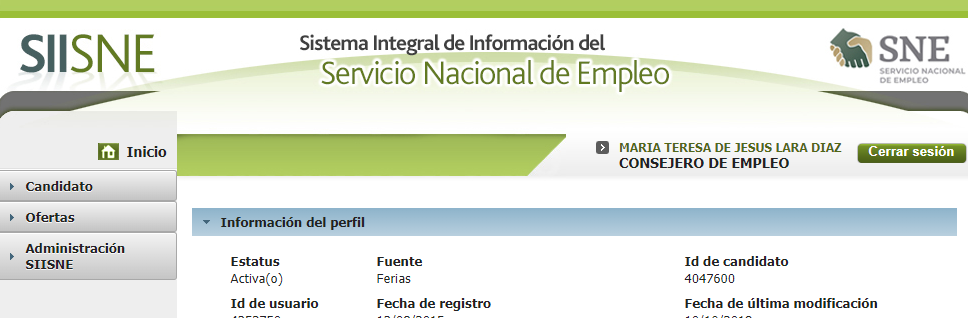 SIISNE
Sistema Integral de Información del
Servicio Nacional de Empleo
SNE
SERVICIO NACIONAL
DE EMPLEO
Inicio
MARIA TERESA DE JESUS LARA DIAZ
CONSEJERO DE EMPLEO
Cerrar sesión
Candidato
Ofertas
Administración
SIISNE
Información del perfil
Estatus Fuente Id de candidato
Activa(o) Ferias 4047600
Id de usuario Fecha de registro Fecha de última modificación